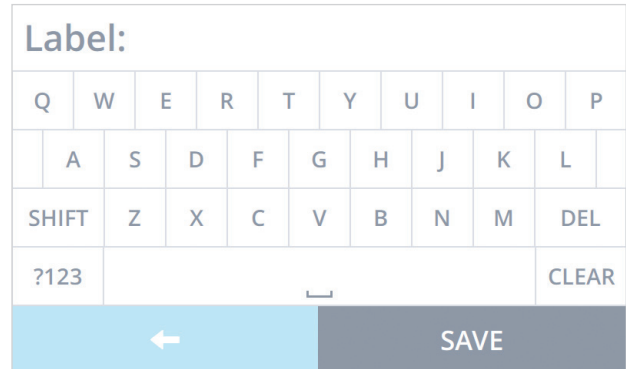 Label:
Q W E R T Y U I O P
A S D F G H J K L
SHIFT Z X C V B N M DEL
?123 CLEAR
SAVE